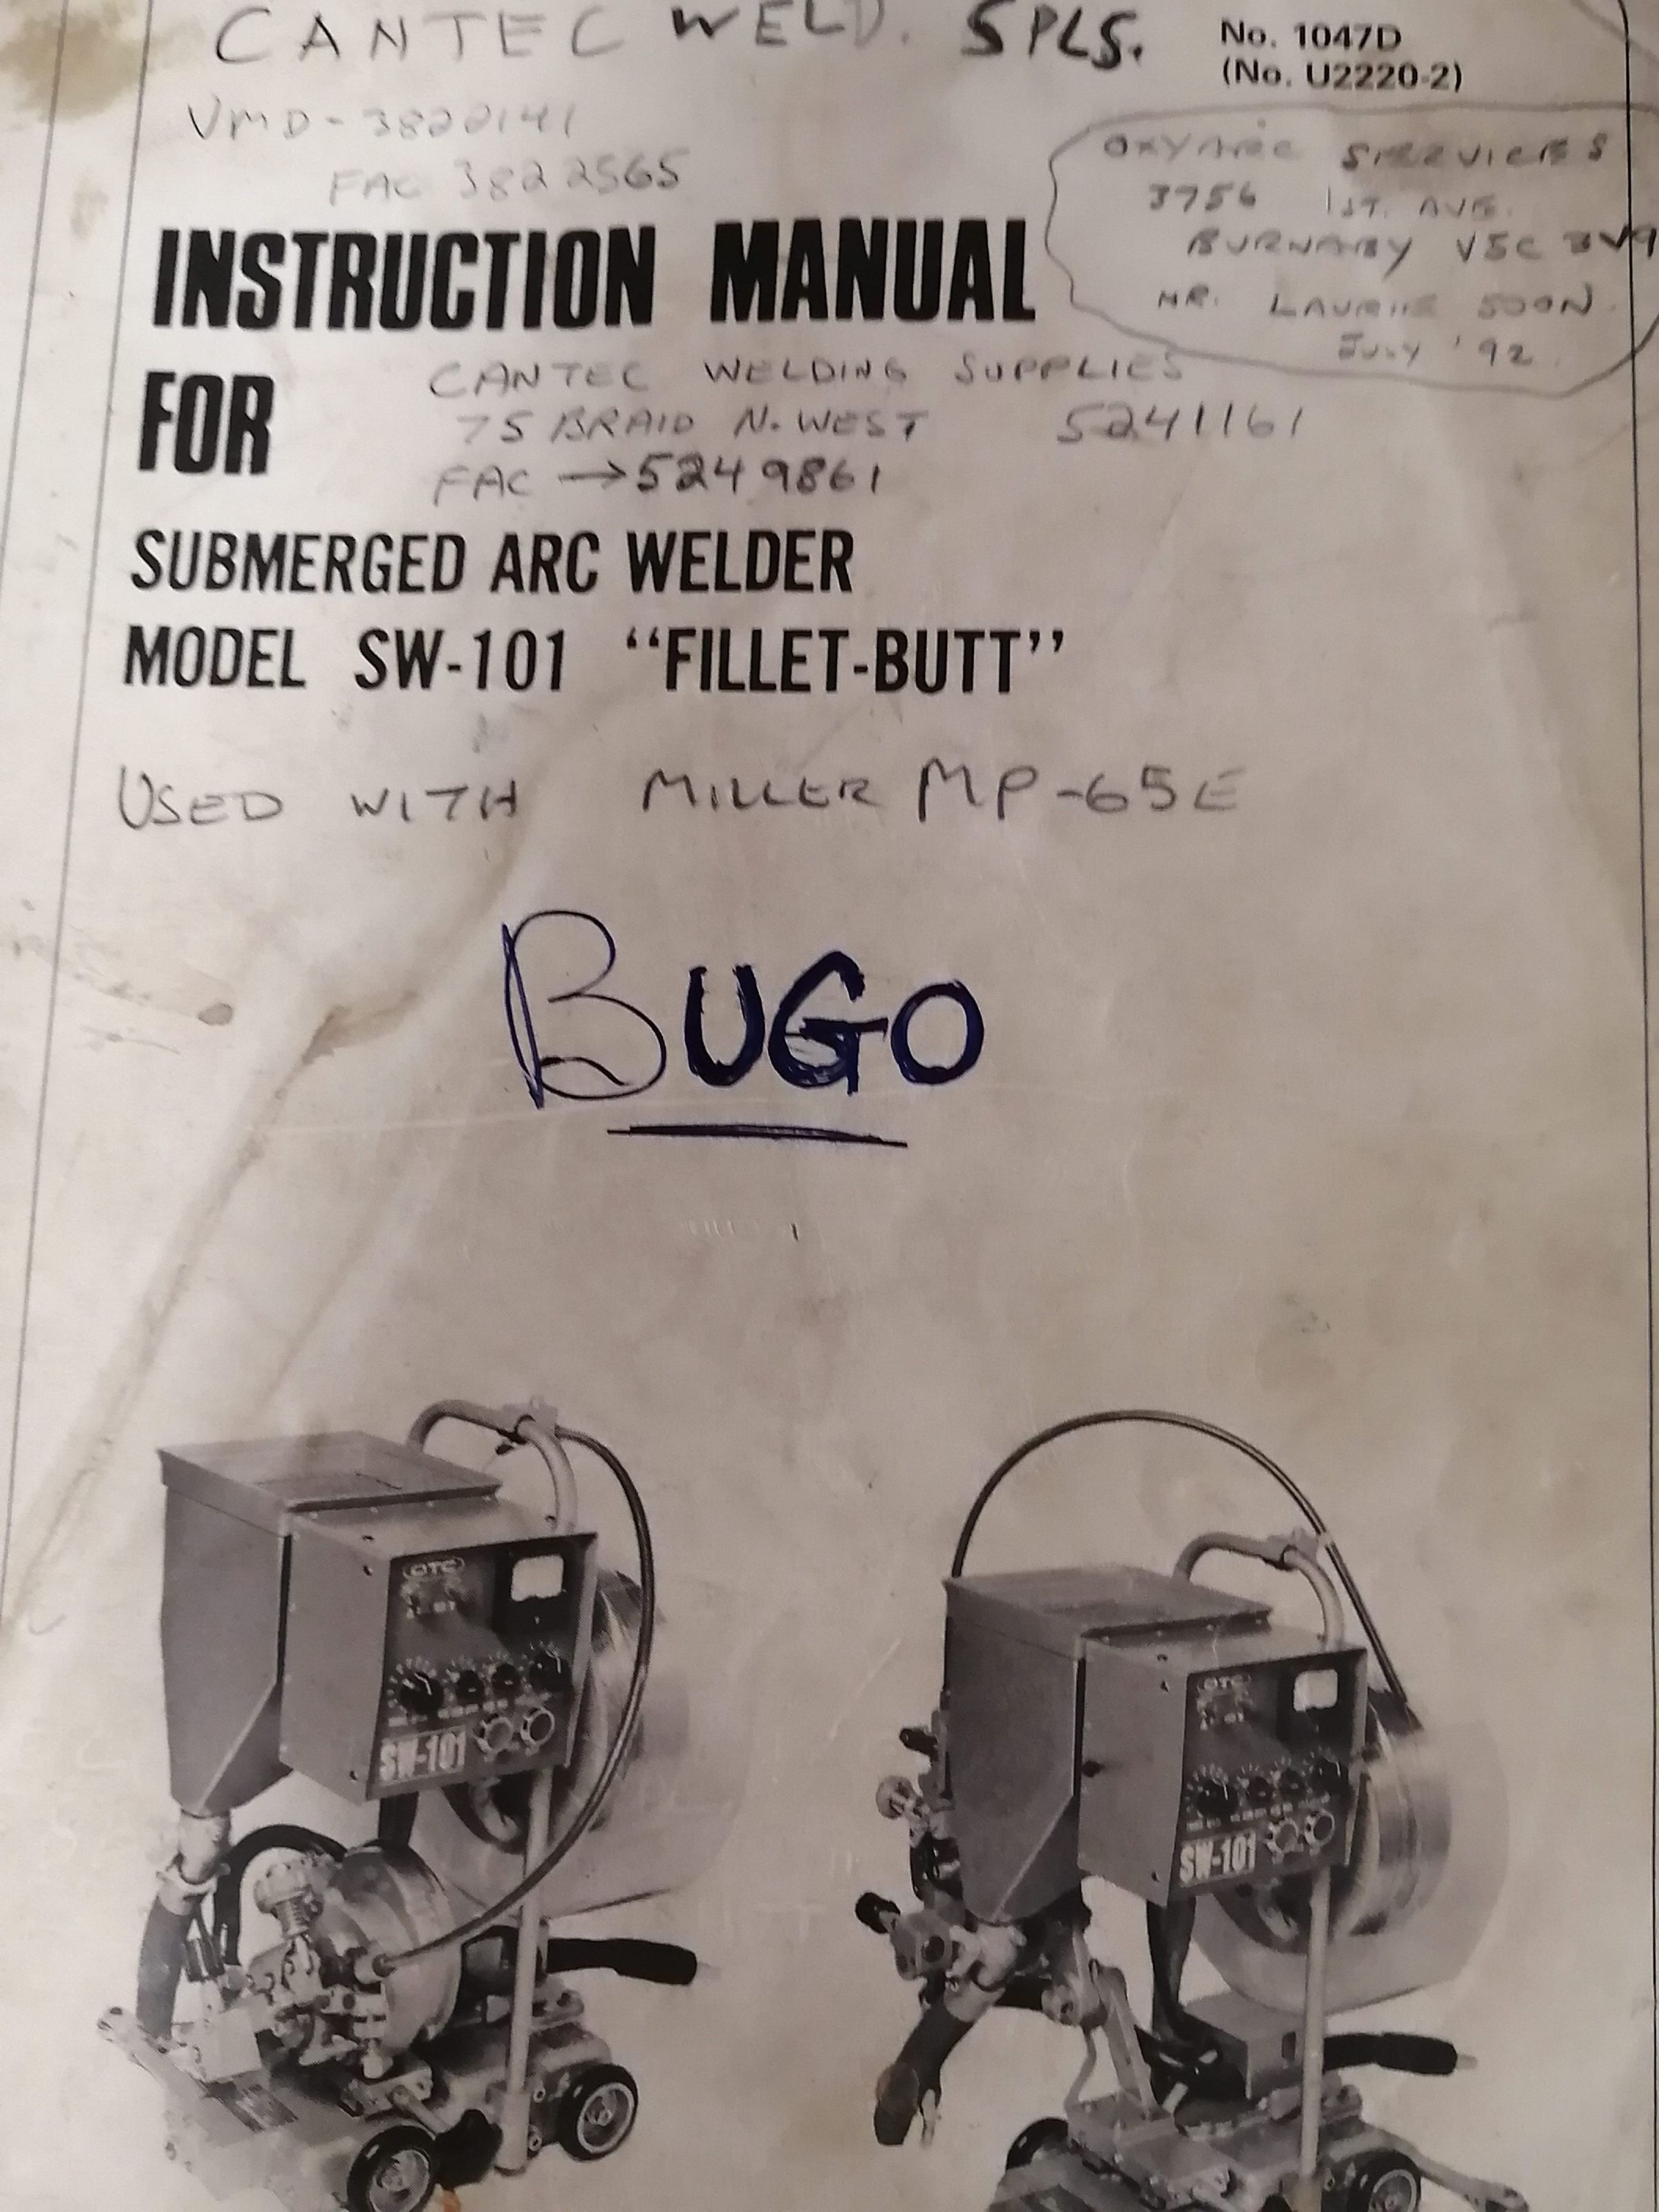 CANTEC WELD. SPLS.
No. 1047D
(No. U2220-2)
VMD-3822141
FAC 3822565
OXYARC SERVICES
3756 1ST. AVE.
BURNABY V5C 3V9
MR. LAURIE SOON.
JULY '92.
INSTRUCTION MANUAL
FOR
CANTEC WELDING SUPPLIES
75 BRAID N. WEST 5241161
FAC →5249861
SUBMERGED ARC WELDER
MODEL SW-101 “FILLET-BUTT”
USED WITH MILLER MP-65E
BUGO
OTC
SW-101
OTC
SW-101